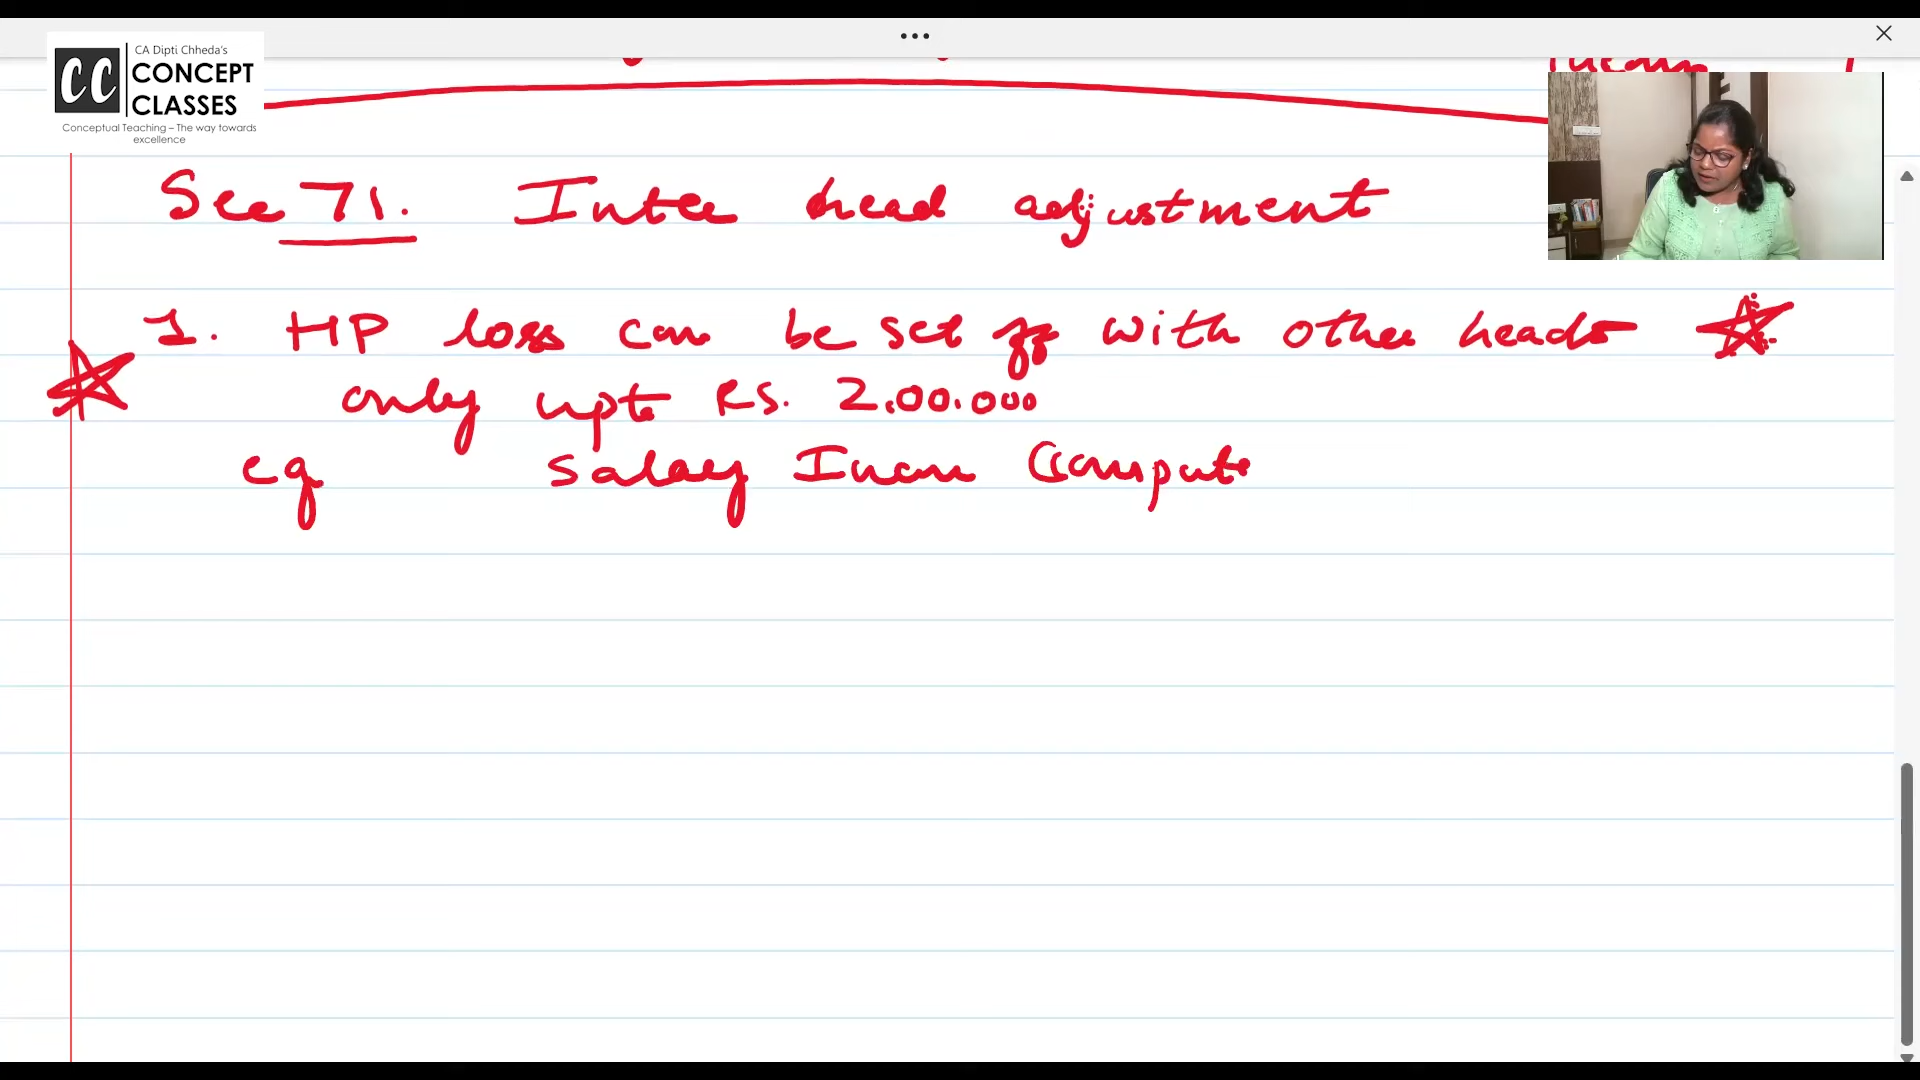 CC
CA Dipti Chheda's
CONCEPT
CLASSES
Conceptual Teaching – The way towards
excellence
Sec 71. Inter head adjustment
1. HP loss can be set off with other heads
only upto Rs. 2,00,000
eg Salary Incom (Compute